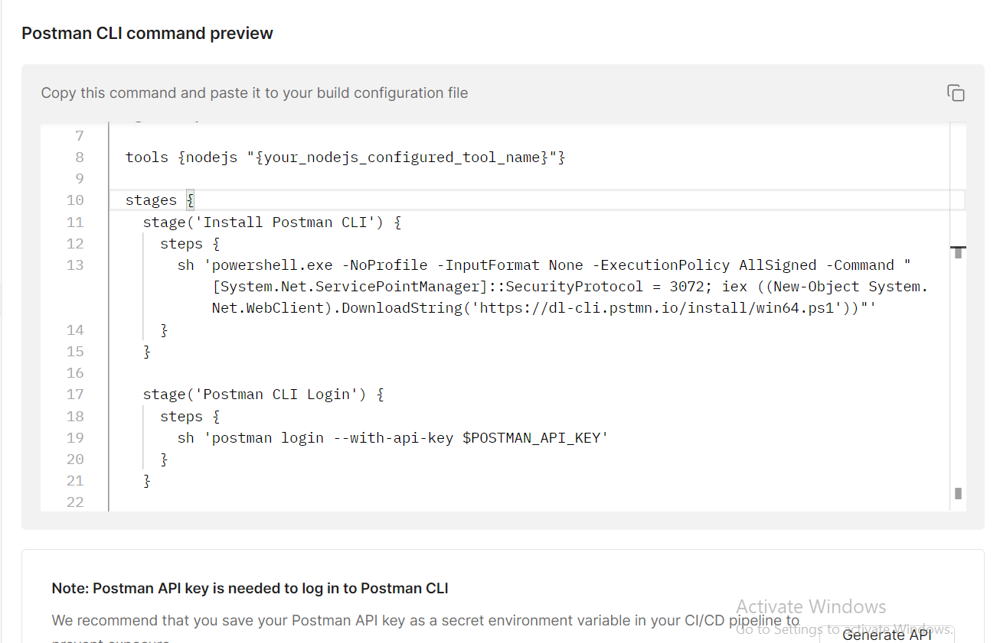 Postman CLI command preview
Copy this command and paste it to your build configuration file
7
8 tools {nodejs "{your_nodejs_configured_tool_name}"}
9
10 stages {
11 stage('Install Postman CLI') {
12 steps {
13 sh 'powershell.exe -NoProfile -InputFormat None -ExecutionPolicy AllSigned -Command "
[System.Net.ServicePointManager]::SecurityProtocol = 3072; iex ((New-Object System.
Net.WebClient).DownloadString('https://dl-cli.pstmn.io/install/win64.ps1'))"'
14 }
15 }
16
17 stage('Postman CLI Login') {
18 steps {
19 sh 'postman login --with-api-key $POSTMAN_API_KEY'
20 }
21 }
22
Note: Postman API key is needed to log in to Postman CLI
We recommend that you save your Postman API key as a secret environment variable in your CI/CD pipeline to
Activate Windows
Go to Settings to activate Windows.
Generate API